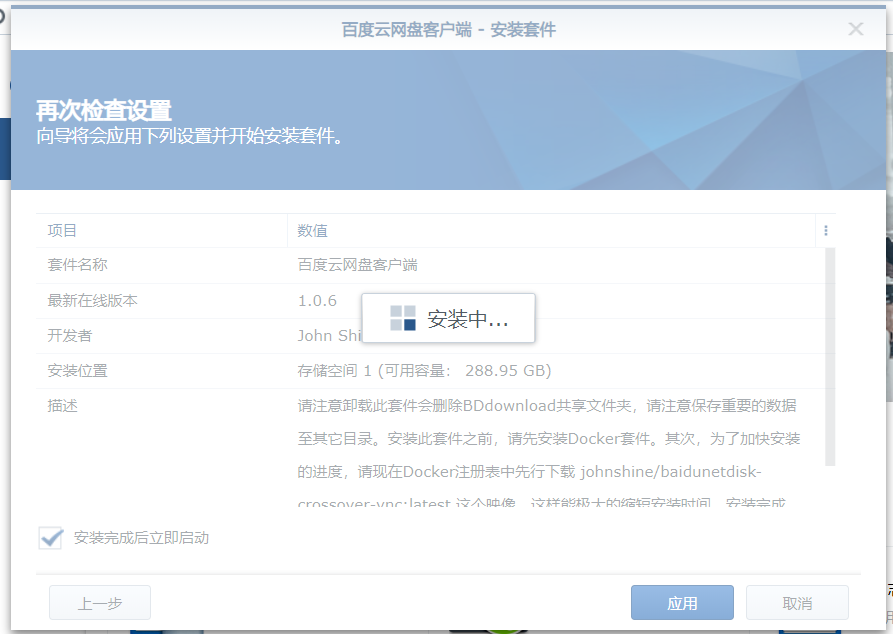 百度云网盘客户端 - 安装套件
再次检查设置
向导将会应用下列设置并开始安装套件。
项目 数值
套件名称 百度云网盘客户端
最新在线版本 1.0.6
安装中...
开发者 John Shi
安装位置 存储空间 1 (可用容量： 288.95 GB)
描述 请注意卸载此套件会删除BDdownload共享文件夹，请注意保存重要的数据
至其它目录。安装此套件之前，请先安装Docker套件。其次，为了加快安装
的进度，请现在Docker注册表中先行下载 johnshine/baidunetdisk-
crossover-vnc:latest 这个映像，这样能极大的缩短安装时间。安装完成
安装完成后立即启动
上一步 应用 取消